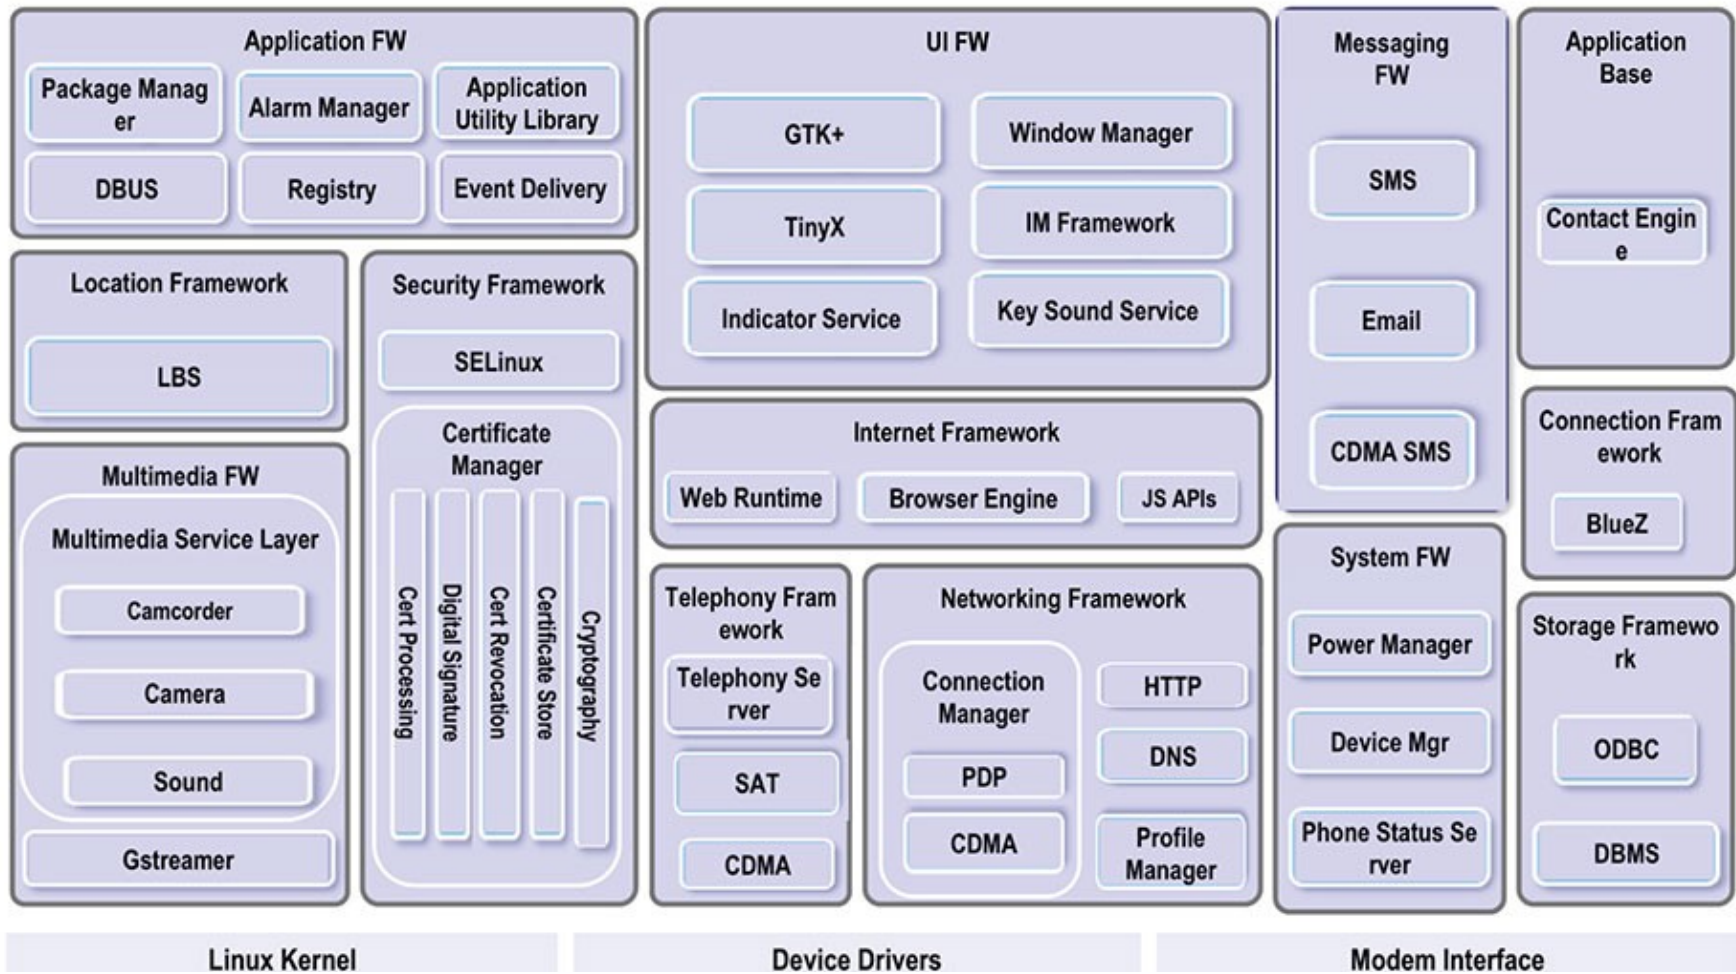 Application FW
Package Manag
er
Alarm Manager
Application
Utility Library
DBUS
Registry
Event Delivery
UI FW
GTK+
Window Manager
TinyX
IM Framework
Indicator Service
Key Sound Service
Messaging
FW
SMS
Email
CDMA SMS
Application
Base
Contact Engin
e
Location Framework
LBS
Security Framework
SELinux
Certificate
Manager
Cert Processing
Digital Signature
Cert Revocation
Certificate Store
Cryptography
Multimedia FW
Multimedia Service Layer
Camcorder
Camera
Sound
Gstreamer
Internet Framework
Web Runtime
Browser Engine
JS APIs
Telephony Fram
ework
Telephony Se
rver
SAT
CDMA
Networking Framework
Connection
Manager
PDP
CDMA
HTTP
DNS
Profile
Manager
System FW
Power Manager
Device Mgr
Phone Status Se
rver
Connection Fram
ework
BlueZ
Storage Framewo
rk
ODBC
DBMS
Linux Kernel
Device Drivers
Modem Interface